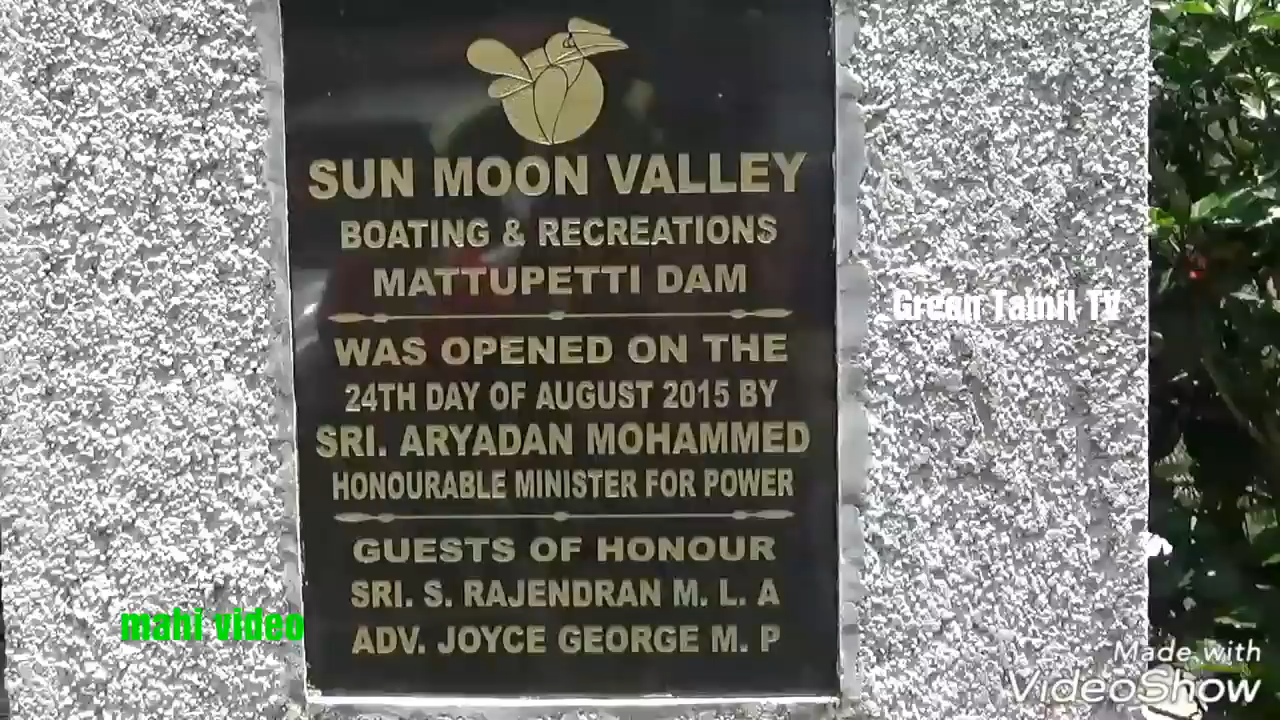 SUN MOON VALLEY
BOATING & RECREATIONS
MATTUPETTI DAM
WAS OPENED ON THE
24TH DAY OF AUGUST 2015 BY
SRI. ARYADAN MOHAMMED
HONOURABLE MINISTER FOR POWER
GUESTS OF HONOUR
SRI. S. RAJENDRAN M. L. A
ADV. JOYCE GEORGE M. P
Green Tamil TV
mahi video
Made with
VideoShow